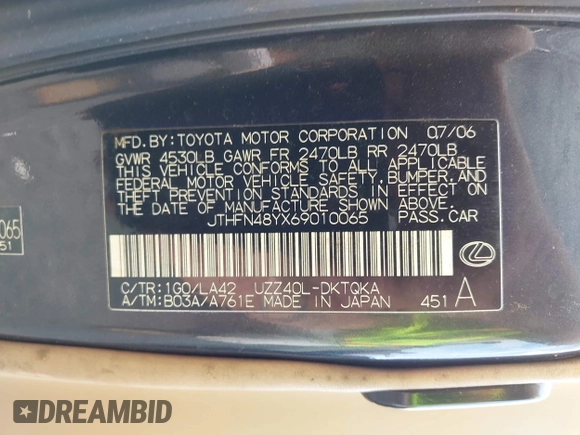 MFD. BY: TOYOTA MOTOR CORPORATION 07/06
GVWR 4530LB GAWR FR 2470LB RR 2470LB
THIS VEHICLE CONFORMS TO ALL APPLICABLE
FEDERAL MOTOR VEHICLE SAFETY, BUMPER, AND
THEFT PREVENTION STANDARDS IN EFFECT ON
THE DATE OF MANUFACTURE SHOWN ABOVE.
JTHFN48YX69010065 PASS.CAR
C/TR: 1G0/LA42 UZZ40L-DKTQKA
A/TM: B03A/A761E MADE IN JAPAN 451 A
0065
51
DREAMBID